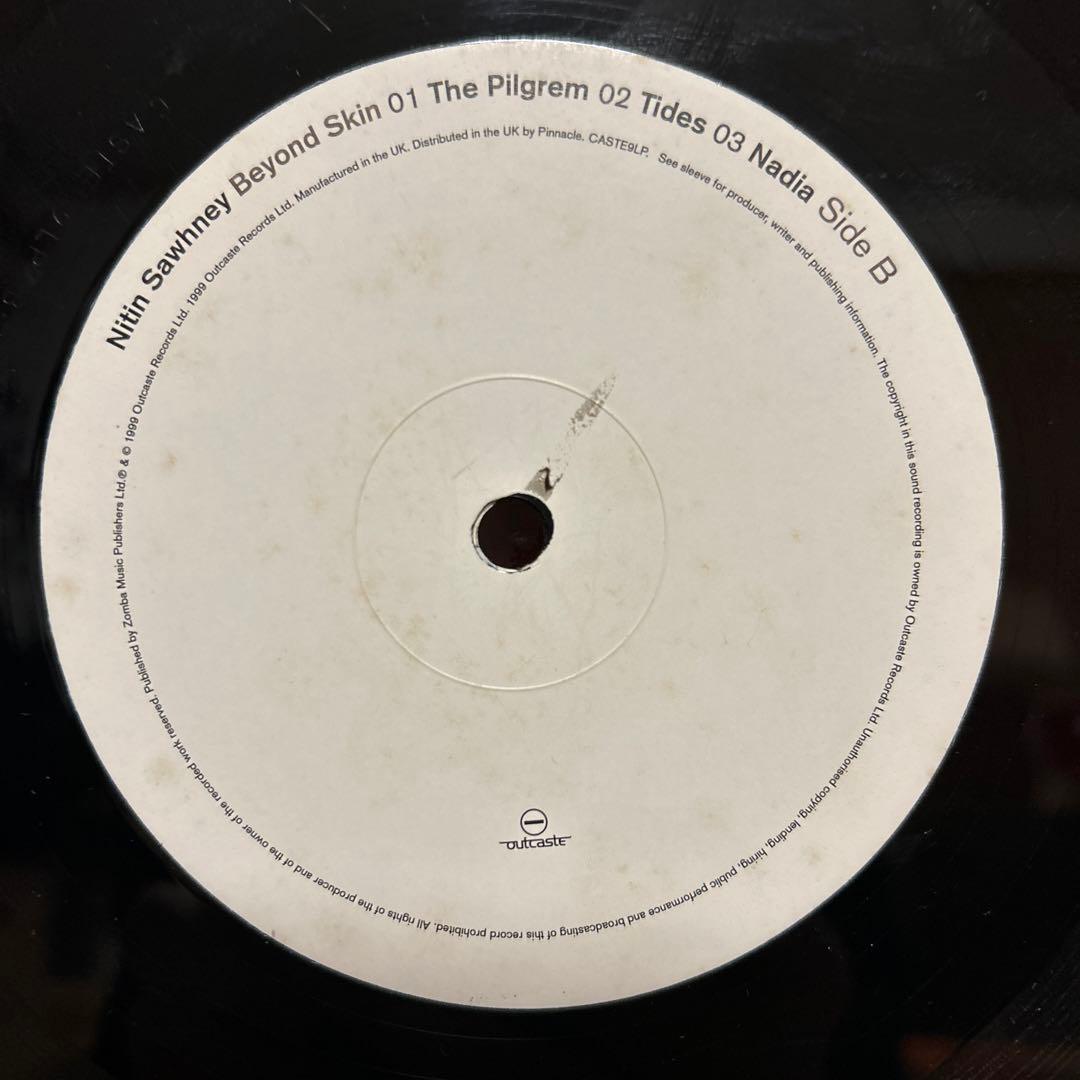 Nitin Sawhney Beyond Skin 01 The Pilgrem 02 Tides 03 Nadia Side B
Published by Zomba Music Publishers Ltd.℗ & © 1999 Outcaste Records Ltd. 1999 Outcaste Records Ltd. Manufactured in the UK. Distributed in the UK by Pinnacle. CASTE9LP. See sleeve for producer, writer and publishing information. The copyright in this sound recording is owned by Outcaste Records Ltd. Unauthorised copying, lending, hiring, public performance and broadcasting of this record prohibited. All rights of the producer and of the owner of the recorded work reserved.
outcaste